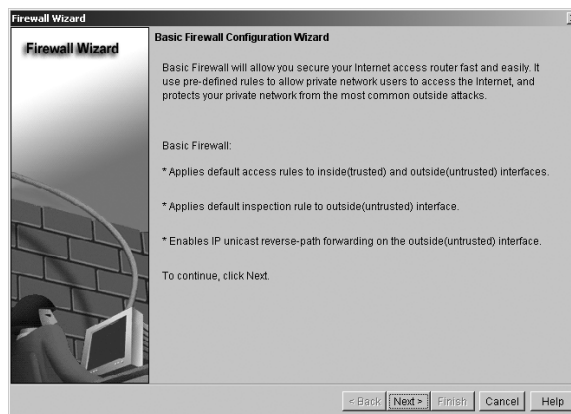 Firewall Wizard
Firewall Wizard
Basic Firewall Configuration Wizard
Basic Firewall will allow you secure your Internet access router fast and easily. It
use pre-defined rules to allow private network users to access the Internet, and
protects your private network from the most common outside attacks.
Basic Firewall:
* Applies default access rules to inside(trusted) and outside(untrusted) interfaces.
* Applies default inspection rule to outside(untrusted) interface.
* Enables IP unicast reverse-path forwarding on the outside(untrusted) interface.
To continue, click Next.
< Back Next > Finish Cancel Help